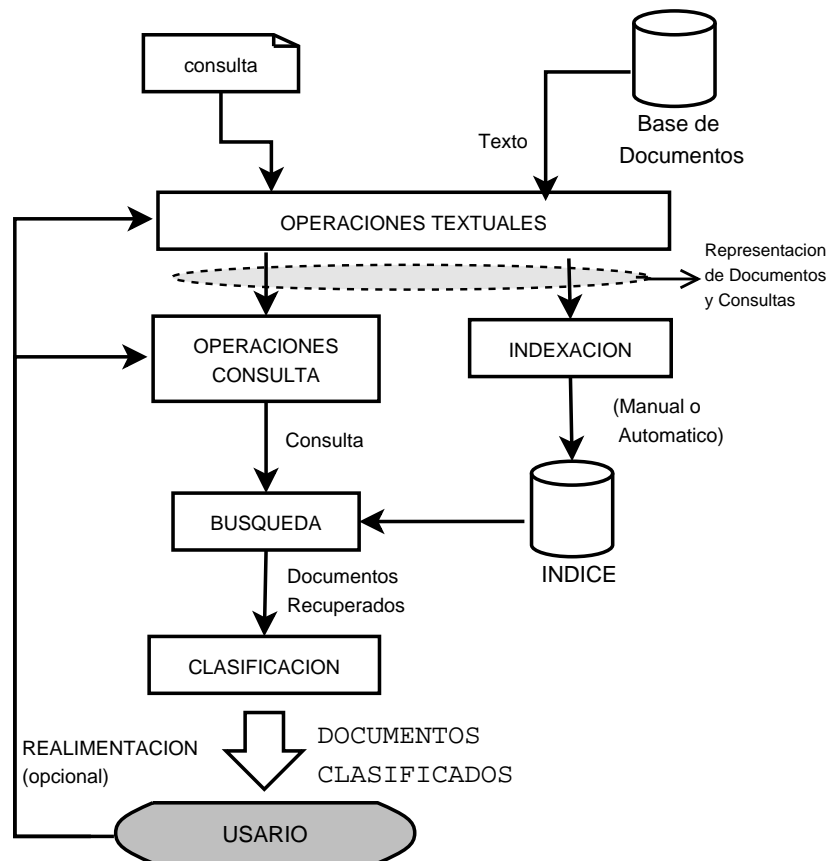 consulta
Base de
Documentos
Texto
OPERACIONES TEXTUALES
Representacion
de Documentos
y Consultas
OPERACIONES
CONSULTA
INDEXACION
(Manual o
Automatico)
Consulta
BUSQUEDA
INDICE
Documentos
Recuperados
CLASIFICACION
REALIMENTACION
(opcional)
DOCUMENTOS
CLASIFICADOS
USARIO